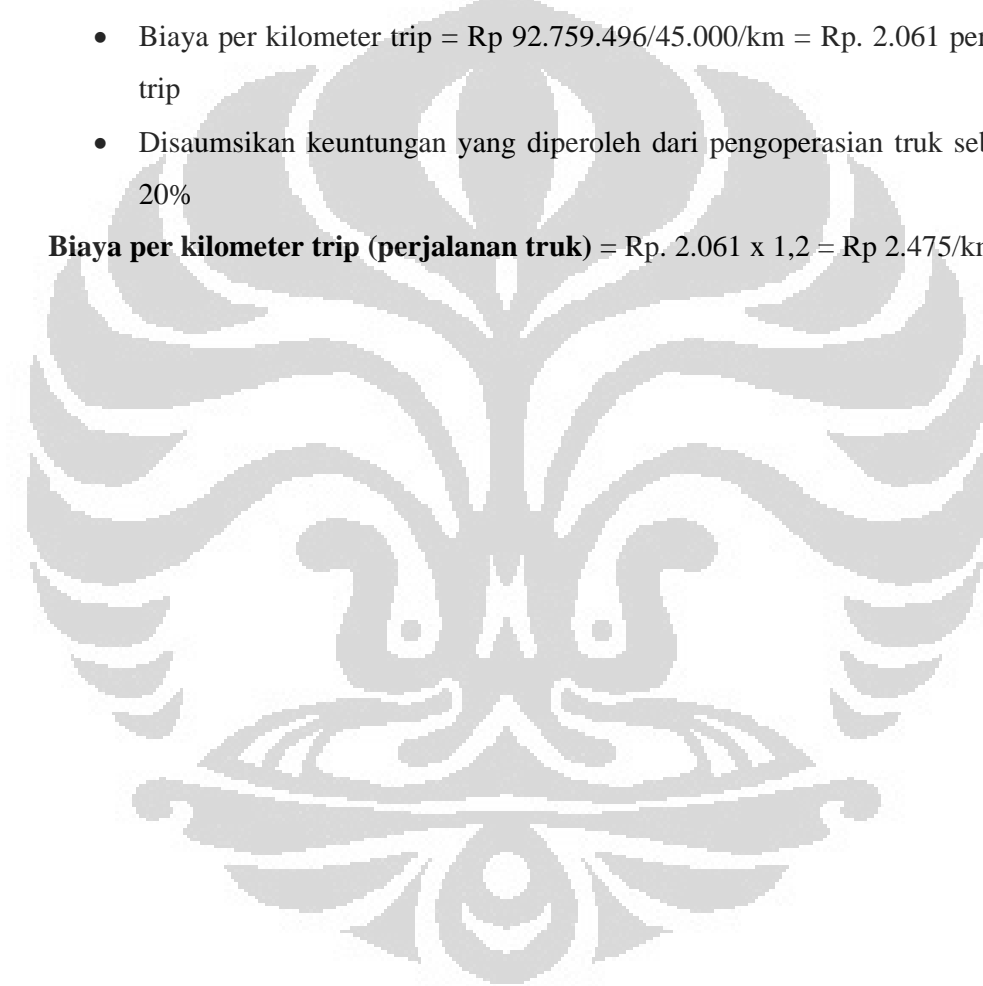 • Biaya per kilometer trip = Rp 92.759.496/45.000/km = Rp. 2.061 per
trip
• Disaumsikan keuntungan yang diperoleh dari pengoperasian truk
20%
Biaya per kilometer trip (perjalanan truk) = Rp. 2.061 x 1,2 = Rp 2.475/km